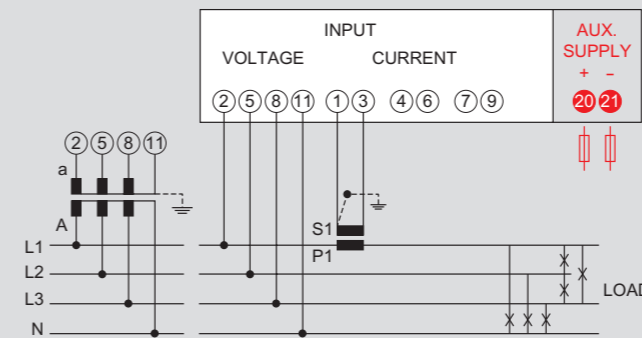 INPUT
VOLTAGE CURRENT
AUX.
SUPPLY
+ -
2 5 8 11 1 3 4 6 7 9 20 21
2 5 8 11
a
A
S1
P1
L1
L2
L3
N
LOAD